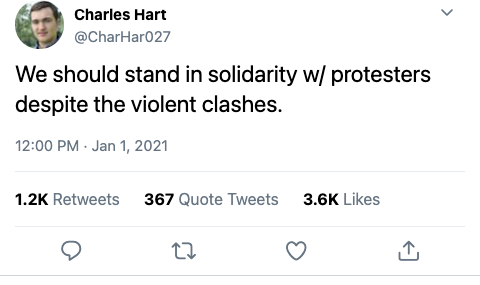 Charles Hart
@CharHar027
We should stand in solidarity w/ protesters
despite the violent clashes.
12:00 PM · Jan 1, 2021
1.2K Retweets 367 Quote Tweets 3.6K Likes